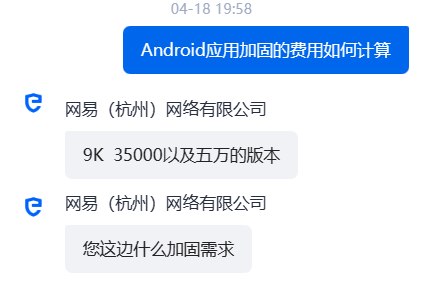 04-18 19:58
Android应用加固的费用如何计算
网易（杭州）网络有限公司
9K 35000以及五万的版本
网易（杭州）网络有限公司
您这边什么加固需求